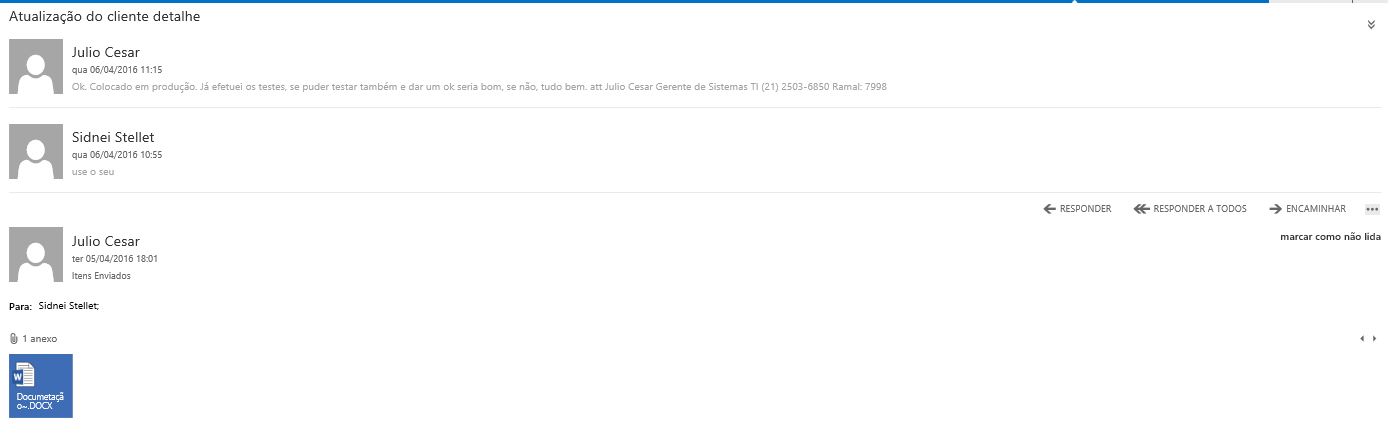 Atualização do cliente detalhe
Julio Cesar
qua 06/04/2016 11:15
Ok. Colocado em produção. Já efetuei os testes, se puder testar também e dar um ok seria bom, se não, tudo bem. att Julio Cesar Gerente de Sistemas TI (21) 2503-6850 Ramal: 7998
Sidnei Stellet
qua 06/04/2016 10:55
use o seu
RESPONDER RESPONDER A TODOS ENCAMINHAR
Julio Cesar
marcar como não lida
ter 05/04/2016 18:01
Itens Enviados
Para: Sidnei Stellet;
1 anexo
W
Documetaçã
o~.DOCX